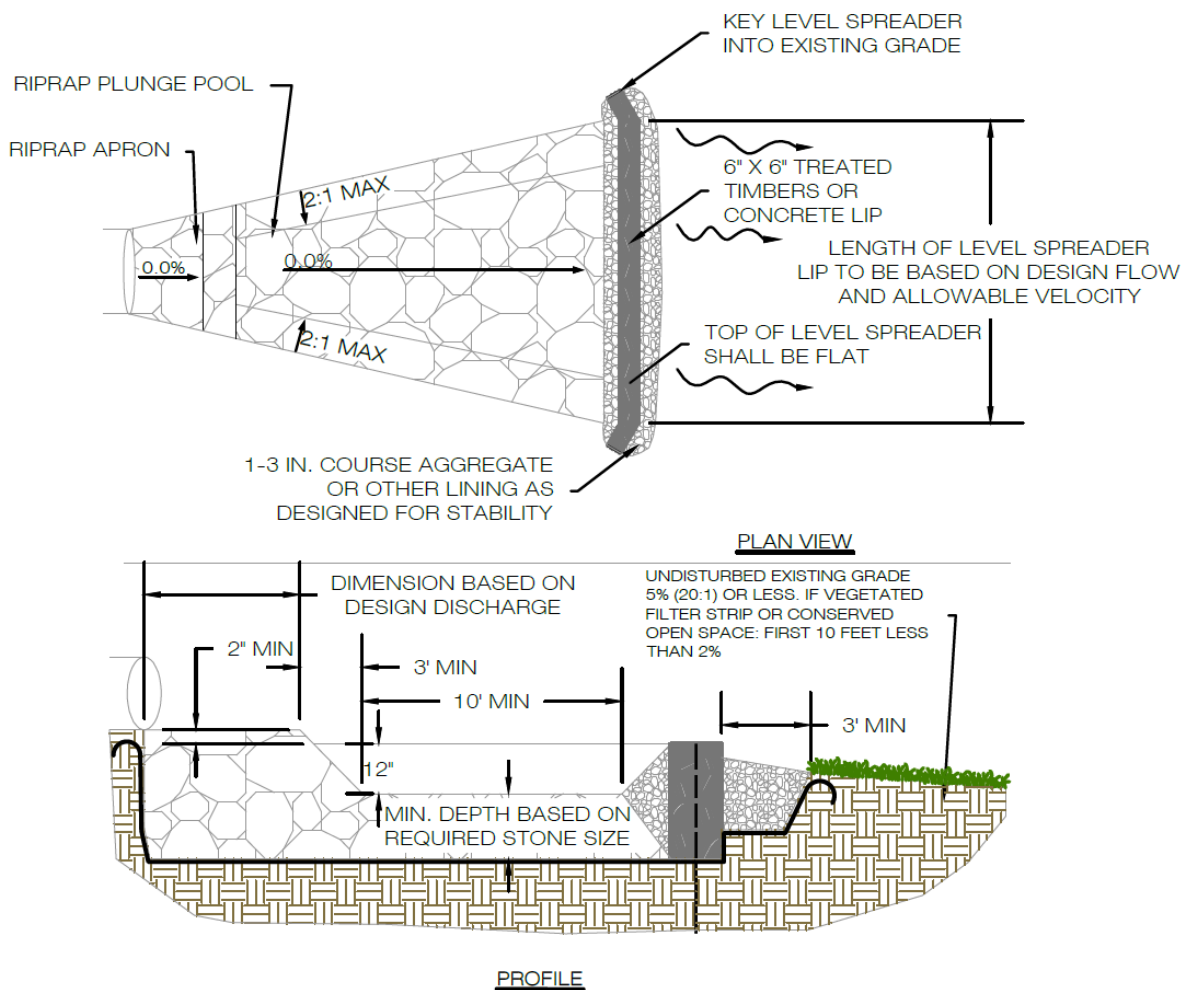 KEY LEVEL SPREADER
INTO EXISTING GRADE
RIPRAP PLUNGE POOL
RIPRAP APRON
2:1 MAX
6" X 6" TREATED
TIMBERS OR
CONCRETE LIP
0.0%
0.0%
LENGTH OF LEVEL SPREADER
LIP TO BE BASED ON DESIGN FLOW
AND ALLOWABLE VELOCITY
2:1 MAX
TOP OF LEVEL SPREADER
SHALL BE FLAT
1-3 IN. COURSE AGGREGATE
OR OTHER LINING AS
DESIGNED FOR STABILITY
PLAN VIEW
DIMENSION BASED ON
DESIGN DISCHARGE
UNDISTURBED EXISTING GRADE
5% (20:1) OR LESS. IF VEGETATED
FILTER STRIP OR CONSERVED
OPEN SPACE: FIRST 10 FEET LESS
THAN 2%
2" MIN
3' MIN
10' MIN
3' MIN
12"
MIN. DEPTH BASED ON
REQUIRED STONE SIZE
PROFILE